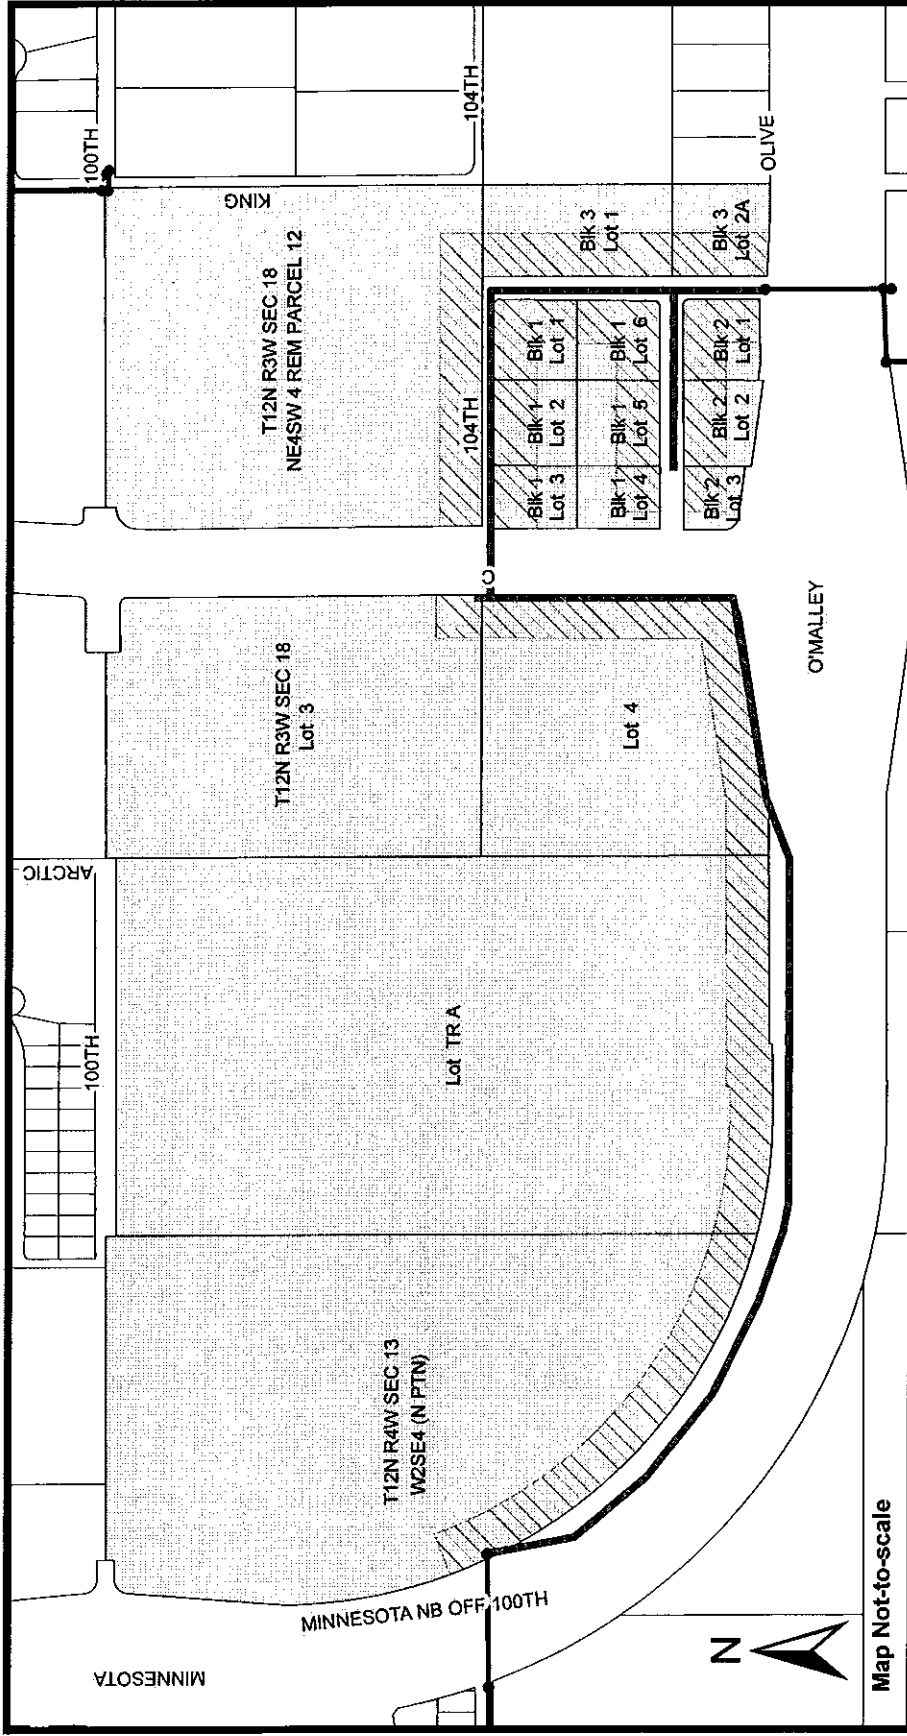 MINNESOTA
MINNESOTA NB OFF 100TH
100TH
ARCTIC
100TH
KING
T12N R4W SEC 13
W2SE4 (N PTN)
Lot TR A
T12N R3W SEC 18
Lot 3
T12N R3W SEC 18
NE4SW 4 REM PARCEL 12
104TH
104TH
C
Blk 1
Lot 3
Blk 1
Lot 2
Blk 1
Lot 1
Blk 3
Lot 1
Lot 4
Blk 1
Lot 4
Blk 1
Lot 5
Blk 1
Lot 6
Blk 2
Lot 3
Blk 2
Lot 2
Blk 2
Lot 1
Blk 3
Lot 2A
OLIVE
O'MALLEY
N
Map Not-to-scale